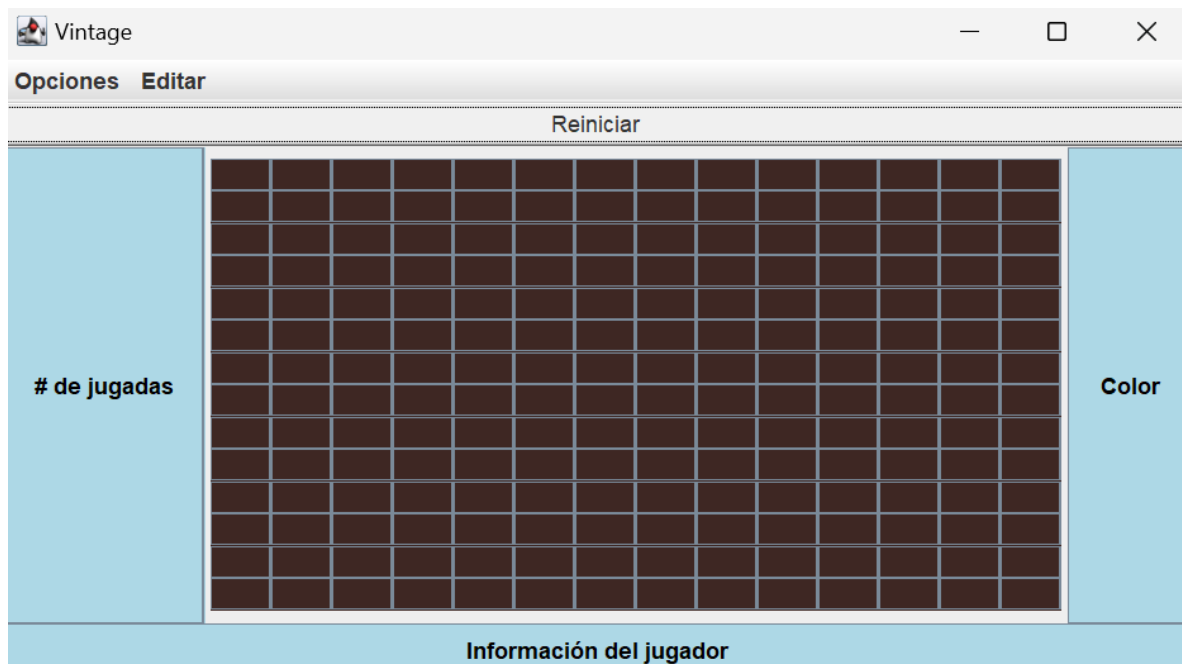 Vintage
Opciones Editar
Reiniciar
# de jugadas
Color
Información del jugador